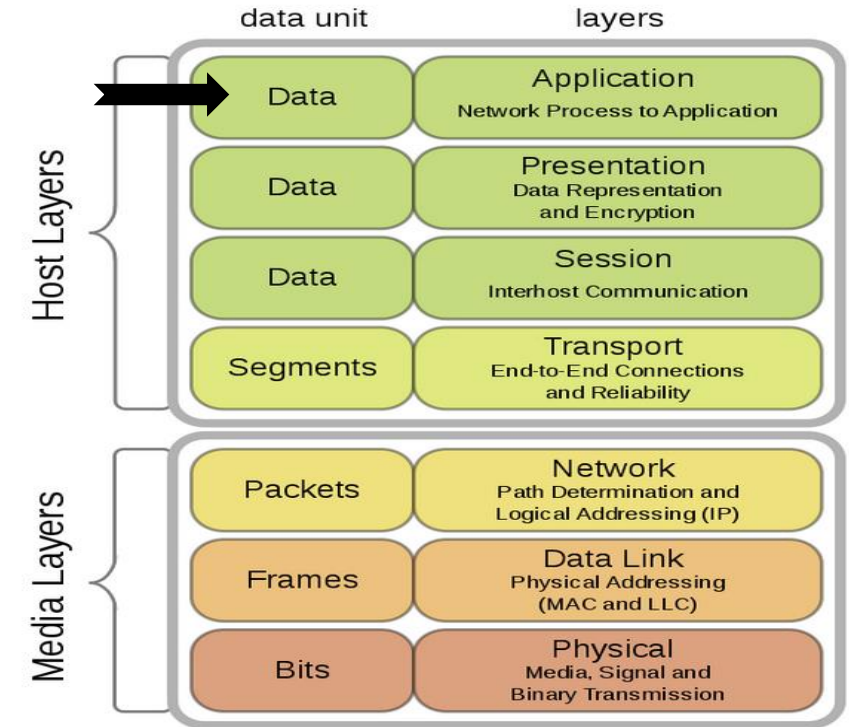 data unit layers
Host Layers
Data Application
Network Process to Application
Data Presentation
Data Representation
and Encryption
Data Session
Interhost Communication
Segments Transport
End-to-End Connections
and Reliability
Media Layers
Packets Network
Path Determination and
Logical Addressing (IP)
Frames Data Link
Physical Addressing
(MAC and LLC)
Bits Physical
Media, Signal and
Binary Transmission